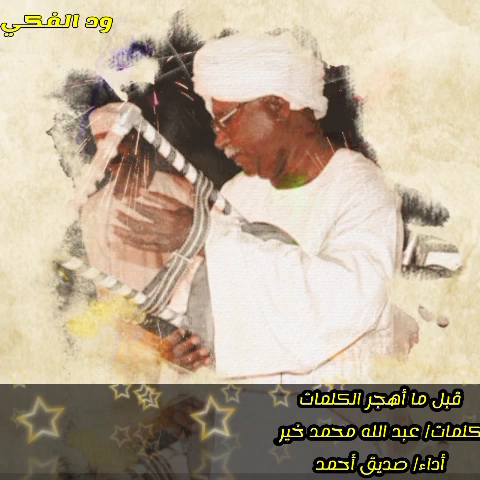 ود الفكي
قبل ما أهجر الكلمات
كلمات/ عبد الله محمد خير
أداء/ صديق أحمد